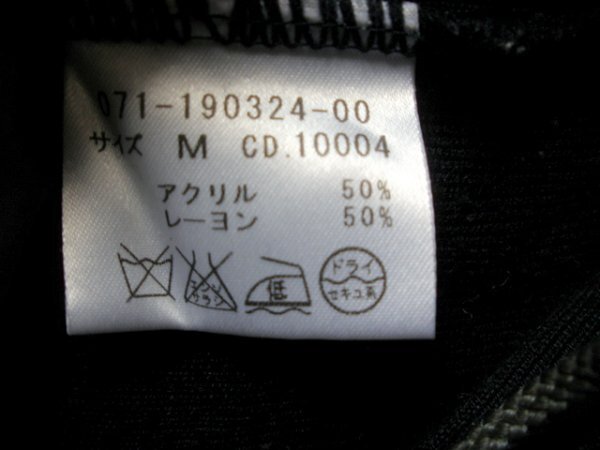 071-190324-00
サイズ M CD.10004
アクリル 50%
レーヨン 50%
エンソ サラシ 低 ドライ セキユ系